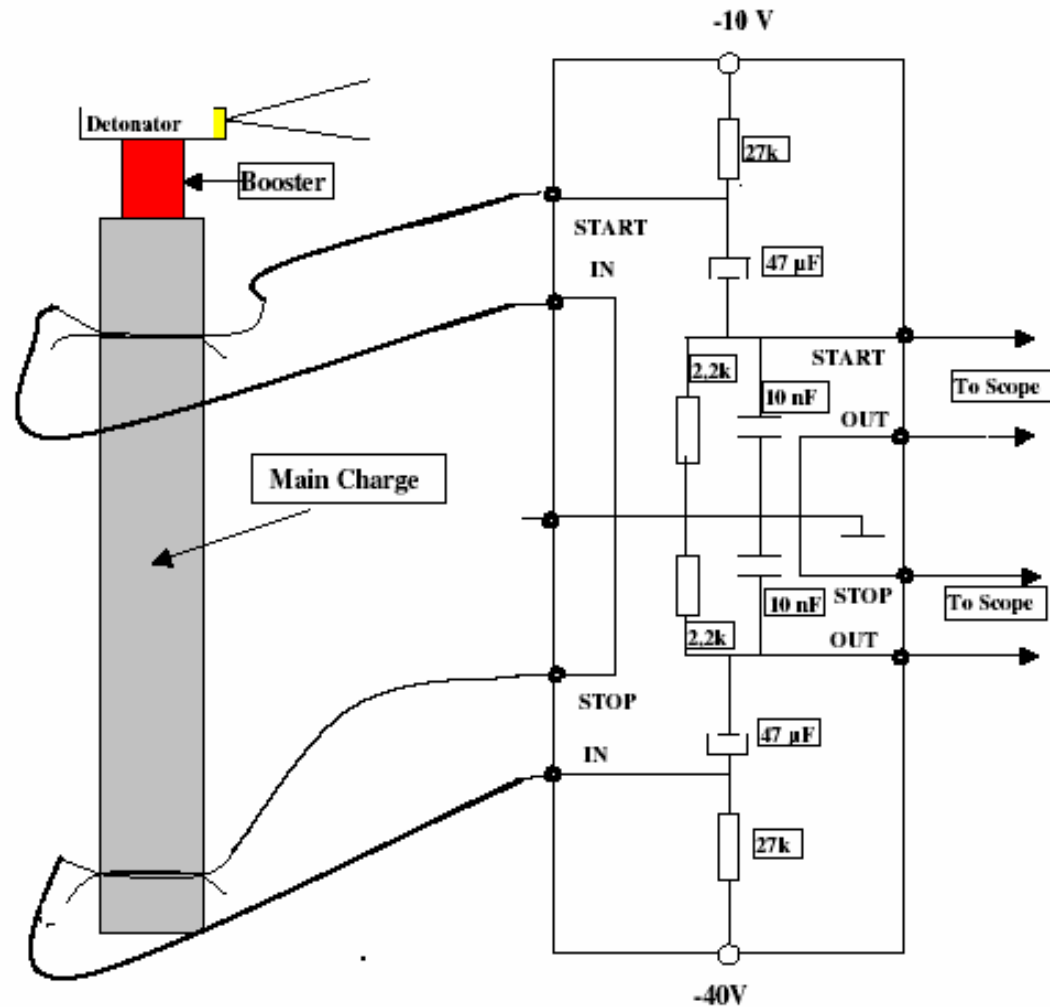 -10 V
Detonator
27k
Booster
START
IN
47 µF
START
2,2k
To Scope
10 nF
OUT
Main Charge
10 nF
STOP
To Scope
2,2k
OUT
STOP
47 µF
IN
27k
-40V